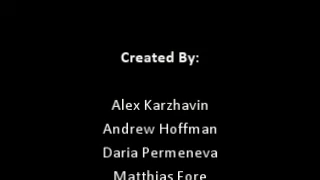 Created By:
Alex Karzhavin
Andrew Hoffman
Daria Permeneva
Matthias Fore